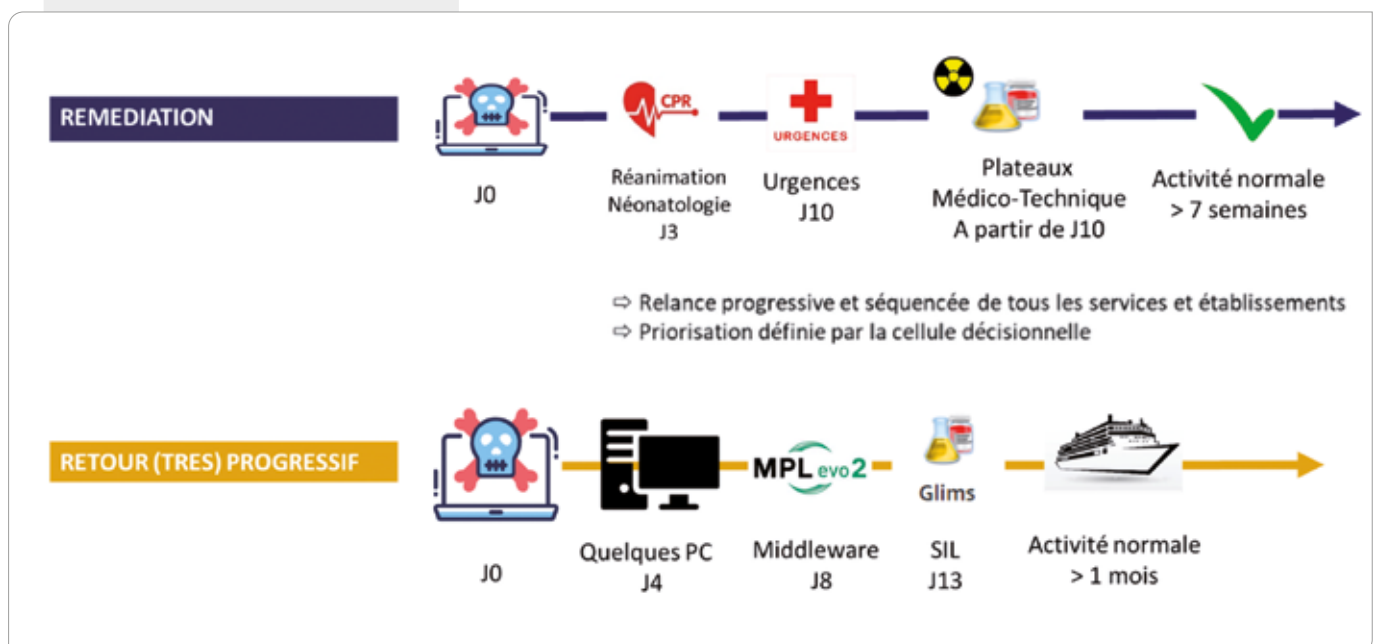 REMEDIATION
J0
CPR
Réanimation
Néonatologie
J3
URGENCES
Urgences
J10
Plateaux
Médico-Technique
A partir de J10
Activité normale
> 7 semaines
⇨ Relance progressive et séquencée de tous les services et établissements
⇨ Priorisation définie par la cellule décisionnelle
RETOUR (TRES) PROGRESSIF
J0
Quelques PC
J4
MPL evo 2
Middleware
J8
Glims
SIL
J13
Activité normale
> 1 mois